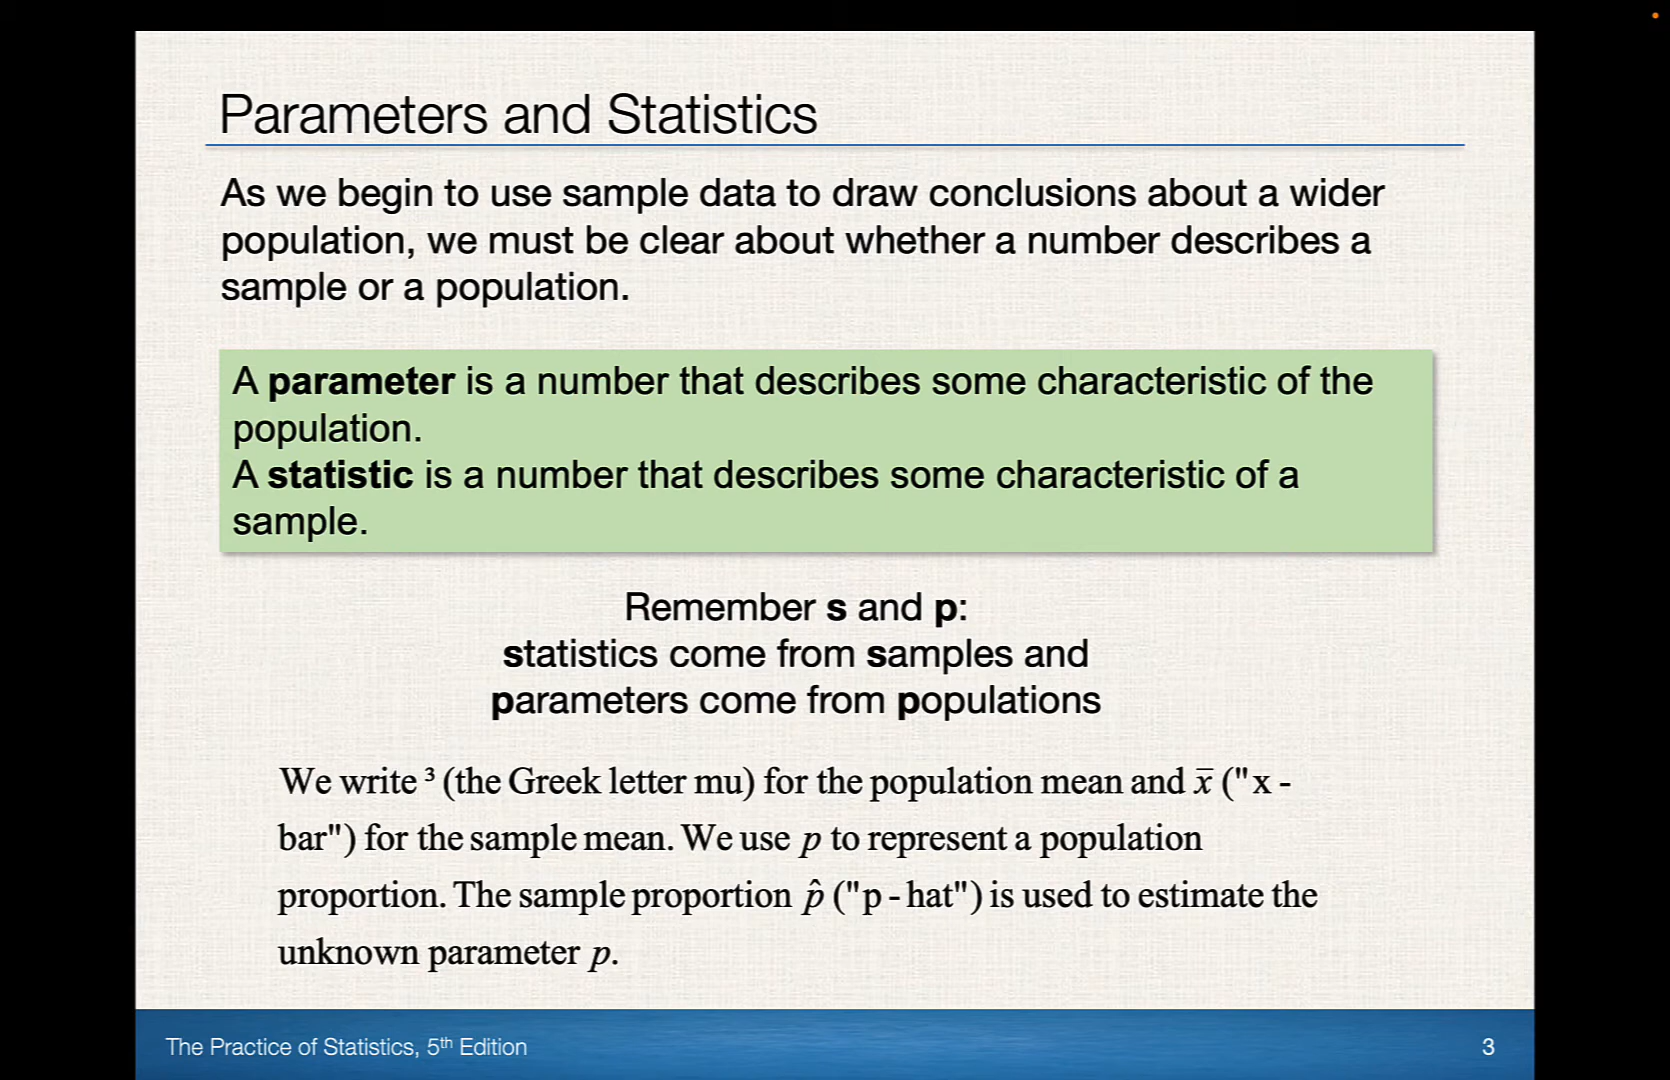 Parameters and Statistics
As we begin to use sample data to draw conclusions about a wider
population, we must be clear about whether a number describes a
sample or a population.
A parameter is a number that describes some characteristic of the
population.
A statistic is a number that describes some characteristic of a
sample.
Remember s and p:
statistics come from samples and
parameters come from populations
We write ³ (the Greek letter mu) for the population mean and x̅ ("x -
bar") for the sample mean. We use p to represent a population
proportion. The sample proportion p̂ ("p - hat") is used to estimate the
unknown parameter p.
The Practice of Statistics, 5th Edition
3